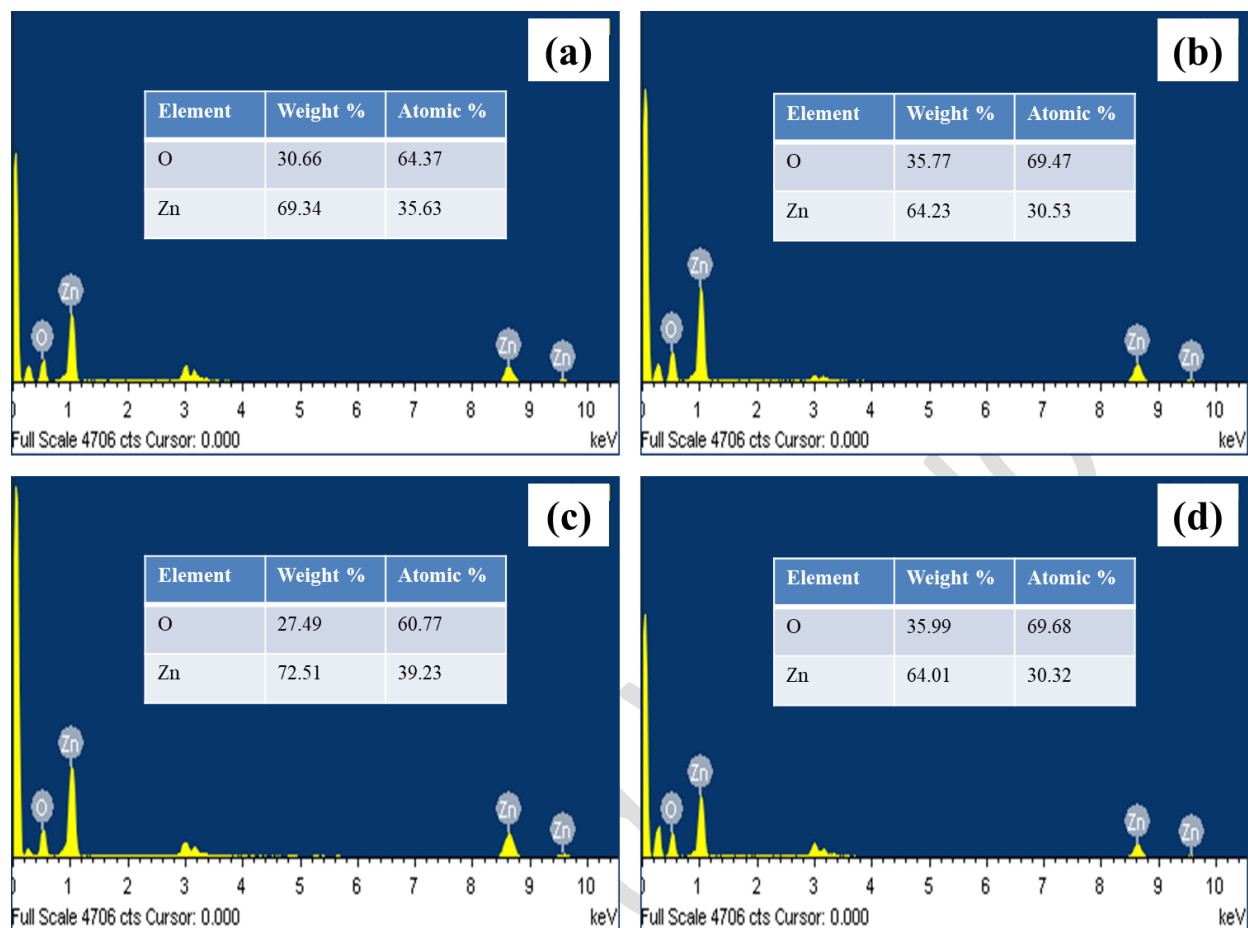 (a)
Element Weight % Atomic %
O 30.66 64.37
Zn 69.34 35.63
Zn
O
Zn
Zn
0 1 2 3 4 5 6 7 8 9 10
Full Scale 4706 cts Cursor: 0.000 keV
(b)
Element Weight % Atomic %
O 35.77 69.47
Zn 64.23 30.53
Zn
O
Zn
Zn
0 1 2 3 4 5 6 7 8 9 10
Full Scale 4706 cts Cursor: 0.000 keV
(c)
Element Weight % Atomic %
O 27.49 60.77
Zn 72.51 39.23
Zn
O
Zn
Zn
0 1 2 3 4 5 6 7 8 9 10
Full Scale 4706 cts Cursor: 0.000 keV
(d)
Element Weight % Atomic %
O 35.99 69.68
Zn 64.01 30.32
Zn
O
Zn
Zn
0 1 2 3 4 5 6 7 8 9 10
Full Scale 4706 cts Cursor: 0.000 keV